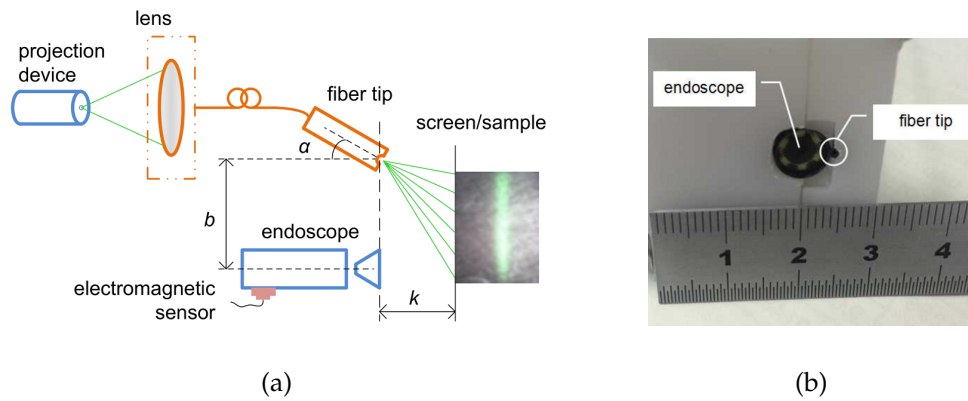 lens
projection
device
fiber tip
screen/sample
α
b
endoscope
electromagnetic
sensor
k
(a)
endoscope
fiber tip
1 2 3 4
(b)